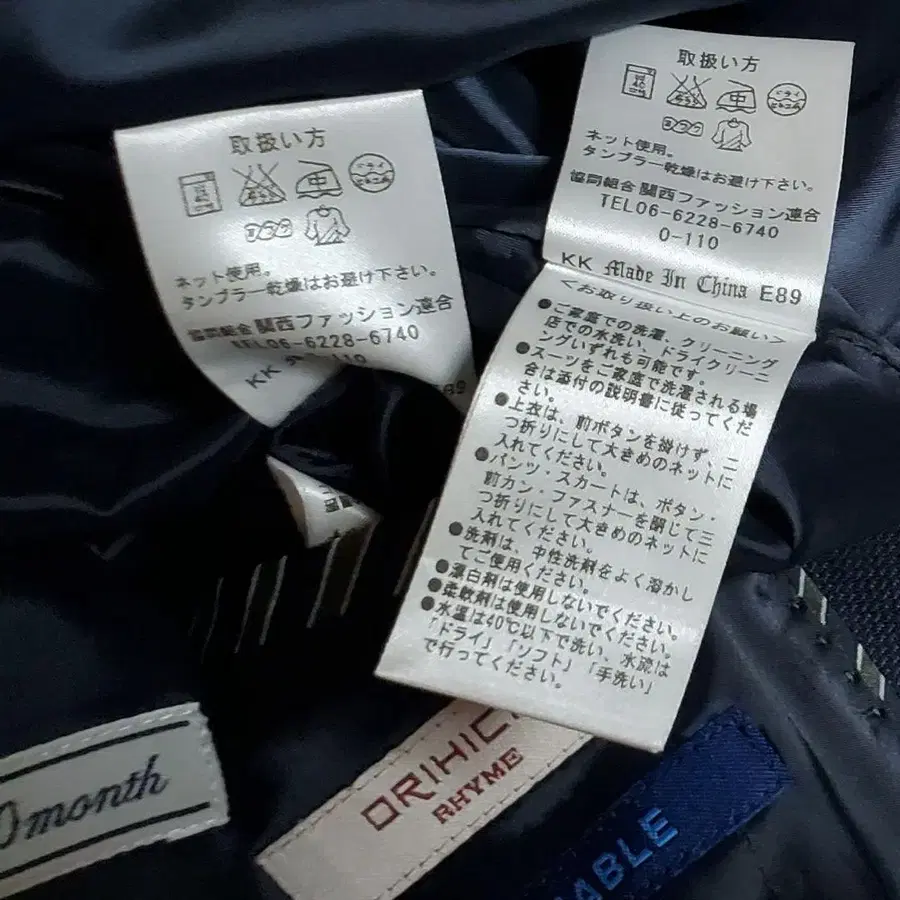 取扱い方
ネット使用。
タンブラー乾燥はお避け下さい。
協同組合 関西ファッション連合
TEL06-6228-6740
KK
E89
取扱い方
40
中
ドライ
ネット使用。
タンブラー乾燥はお避け下さい。
協同組合 関西ファッション連合
TEL06-6228-6740
0-110
KK Made In China E89
<お取り扱い上のお願い>
●ご家庭での洗濯、クリーニング
店での水洗い、ドライクリーニ
ングいずれも可能です。
●スーツをご家庭で洗濯される場
合は添付の説明書に従ってくだ
さい。
●上衣は、前ボタンを掛けず、二
つ折りにして大きめのネットに
入れてください。
●パンツ・スカートは、ボタン・
前カン・ファスナーを閉じて三
つ折りにして大きめのネットに
入れてください。
●洗剤は、中性洗剤をよく溶かし
てご使用ください。
●漂白剤は使用しないでください。
●柔軟剤は使用しないでください。
●水温は40℃以下で洗い、水流は
「ドライ」「ソフト」「手洗い」
で行ってください。
month
ORIHIC
RHYME
ABLE